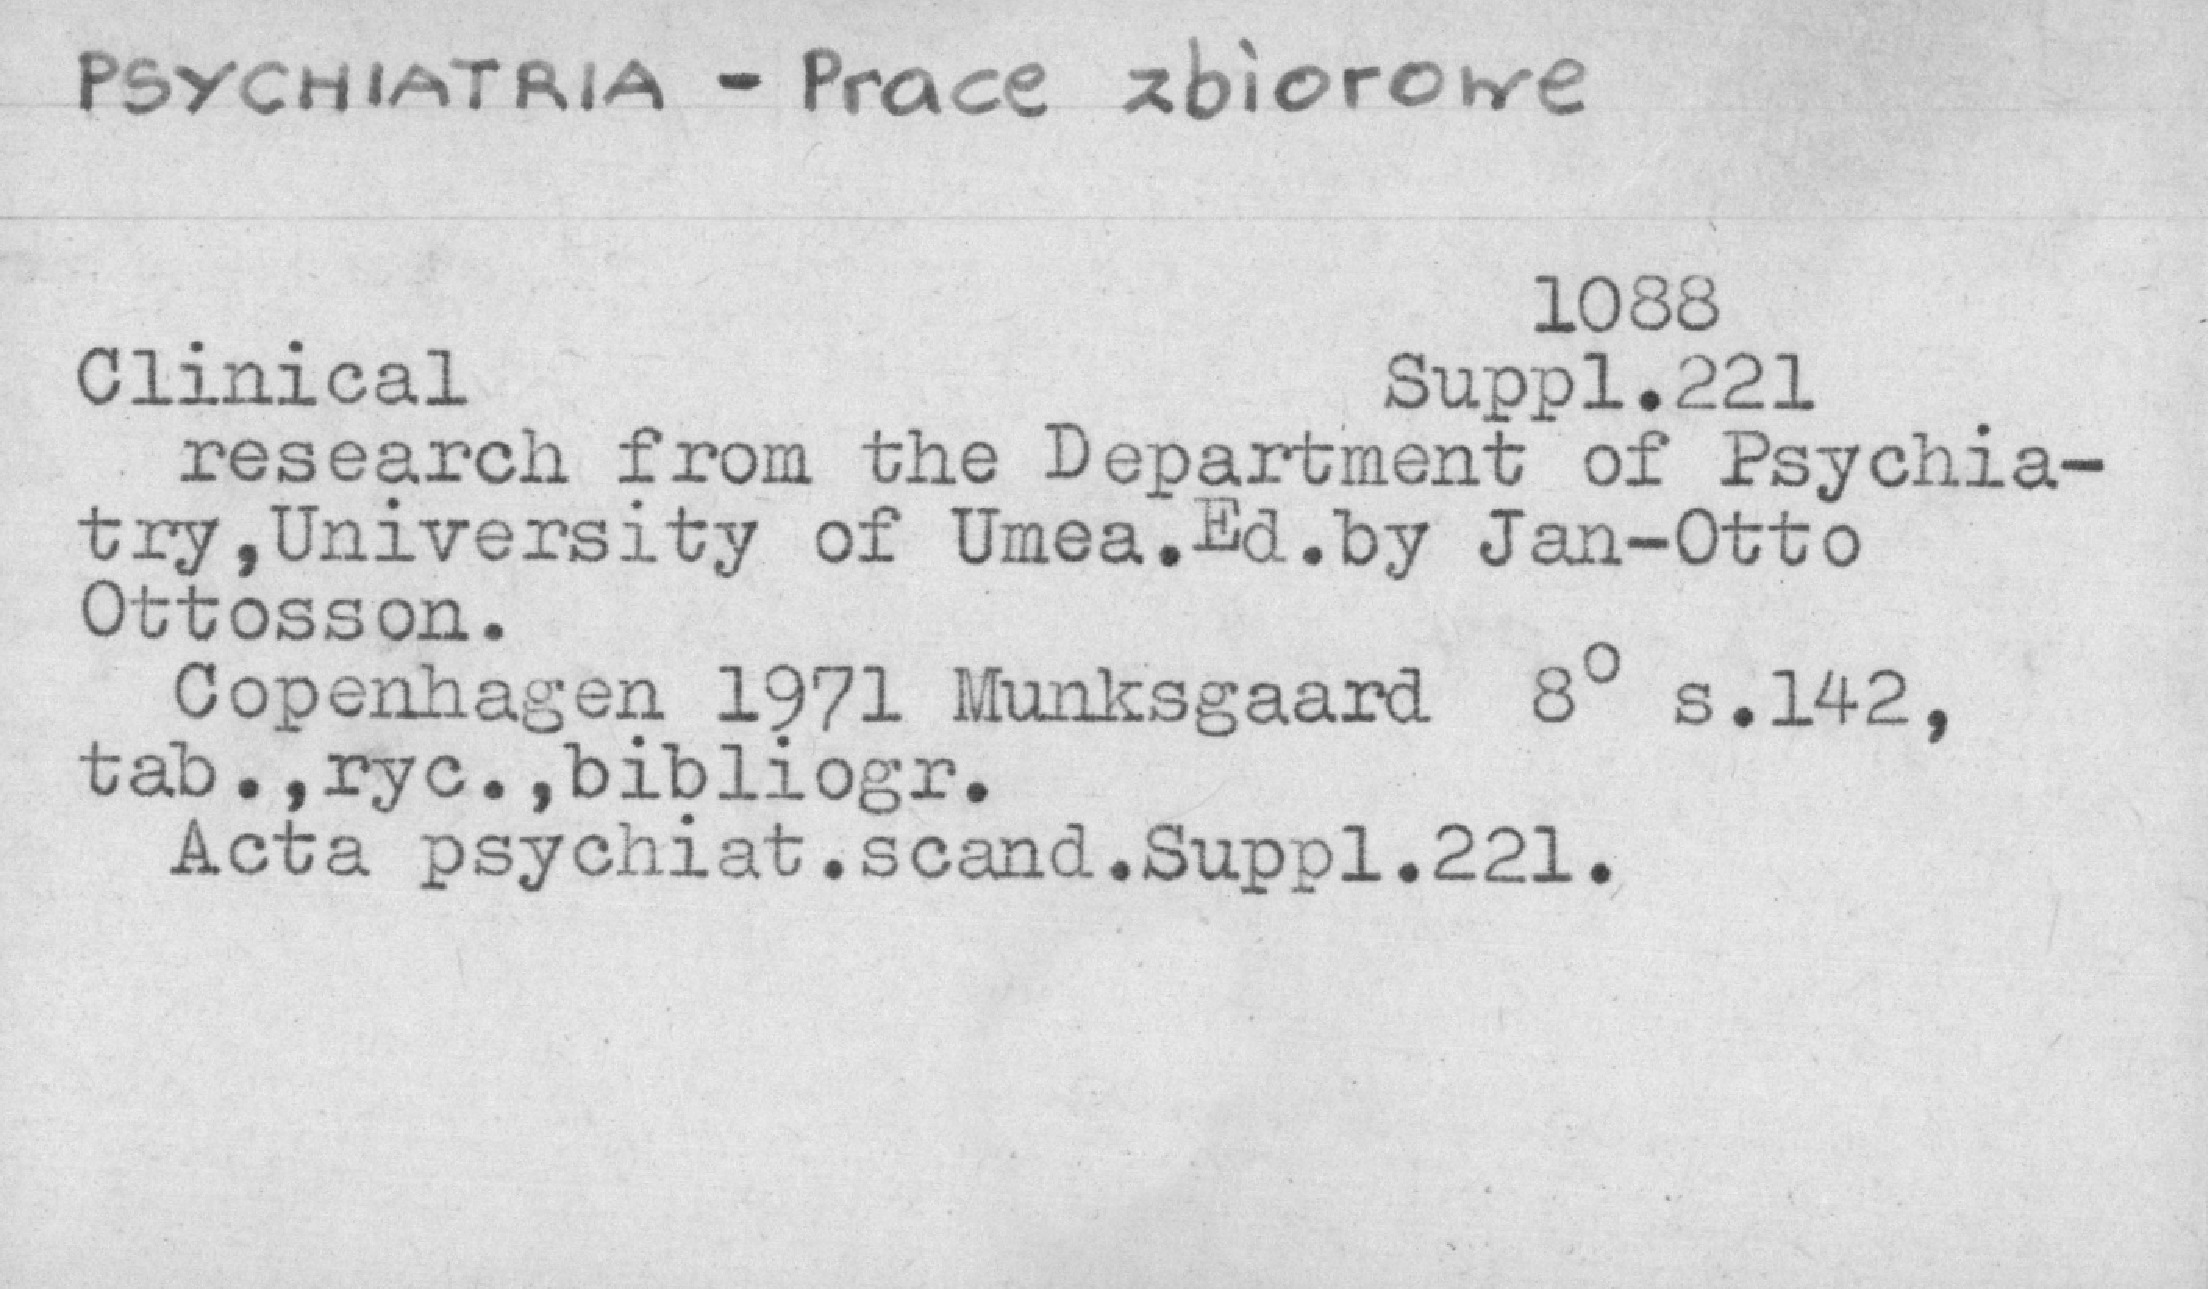 PSYCHIATRIA - Prace zbiorowe
1088
Clinical Suppl.221
research from the Department of Psychia-
try,University of Umea.Ed.by Jan-Otto
Ottosson.
Copenhagen 1971 Munksgaard 8° s.142,
tab.,ryc.,bibliogr.
Acta psychiat.scand.Suppl.221.